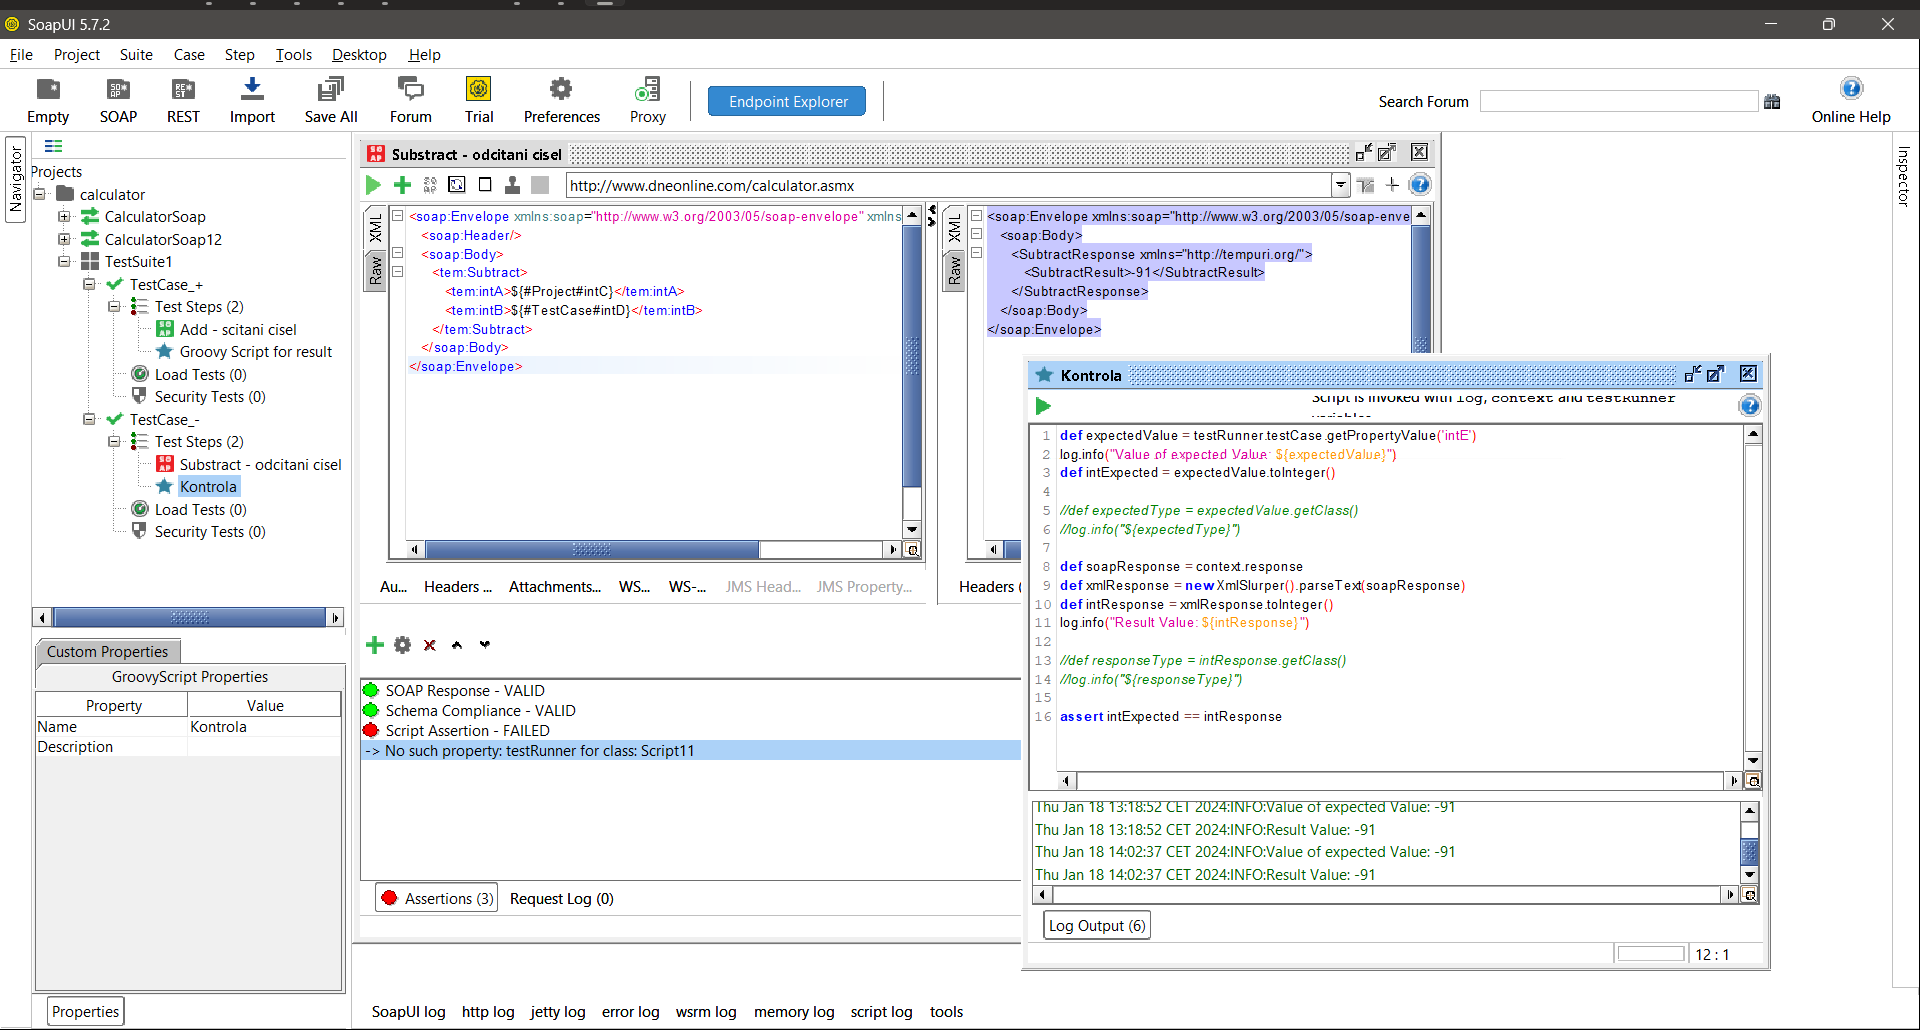 SoapUI 5.7.2
File Project Suite Case Step Tools Desktop Help
Empty SOAP REST Import Save All Forum Trial Preferences Proxy
Endpoint Explorer
Search Forum
Online Help
Navigator
Inspector
Projects
calculator
CalculatorSoap
CalculatorSoap12
TestSuite1
TestCase_+
Test Steps (2)
Add - scitani cisel
Groovy Script for result
Load Tests (0)
Security Tests (0)
TestCase_-
Test Steps (2)
Substract - odcitani cisel
Kontrola
Load Tests (0)
Security Tests (0)
Custom Properties
GroovyScript Properties
Property Value
Name Kontrola
Description
Properties
Substract - odcitani cisel
http://www.dneonline.com/calculator.asmx
XML
Raw
<soap:Envelope xmlns:soap="http://www.w3.org/2003/05/soap-envelope" xmlns
<soap:Header/>
<soap:Body>
<tem:Subtract>
<tem:intA>${#Project#intC}</tem:intA>
<tem:intB>${#TestCase#intD}</tem:intB>
</tem:Subtract>
</soap:Body>
</soap:Envelope>
XML
Raw
<soap:Envelope xmlns:soap="http://www.w3.org/2003/05/soap-enve
<soap:Body>
<SubtractResponse xmlns="http://tempuri.org/">
<SubtractResult>-91</SubtractResult>
</SubtractResponse>
</soap:Body>
</soap:Envelope>
Au... Headers ... Attachments... WS... WS-... JMS Head... JMS Property...
Headers (
SOAP Response - VALID
Schema Compliance - VALID
Script Assertion - FAILED
-> No such property: testRunner for class: Script11
Assertions (3) Request Log (0)
Kontrola
Script is invoked with log, context and testRunner
variables
1 def expectedValue = testRunner.testCase.getPropertyValue('intE')
2 log.info("Value of expected Value: ${expectedValue}")
3 def intExpected = expectedValue.toInteger()
4
5 //def expectedType = expectedValue.getClass()
6 //log.info("${expectedType}")
7
8 def soapResponse = context.response
9 def xmlResponse = new XmlSlurper().parseText(soapResponse)
10 def intResponse = xmlResponse.toInteger()
11 log.info("Result Value: ${intResponse}")
12
13 //def responseType = intResponse.getClass()
14 //log.info("${responseType}")
15
16 assert intExpected == intResponse
Thu Jan 18 13:18:52 CET 2024:INFO:Value of expected Value: -91
Thu Jan 18 13:18:52 CET 2024:INFO:Result Value: -91
Thu Jan 18 14:02:37 CET 2024:INFO:Value of expected Value: -91
Thu Jan 18 14:02:37 CET 2024:INFO:Result Value: -91
Log Output (6)
12 : 1
SoapUI log http log jetty log error log wsrm log memory log script log tools